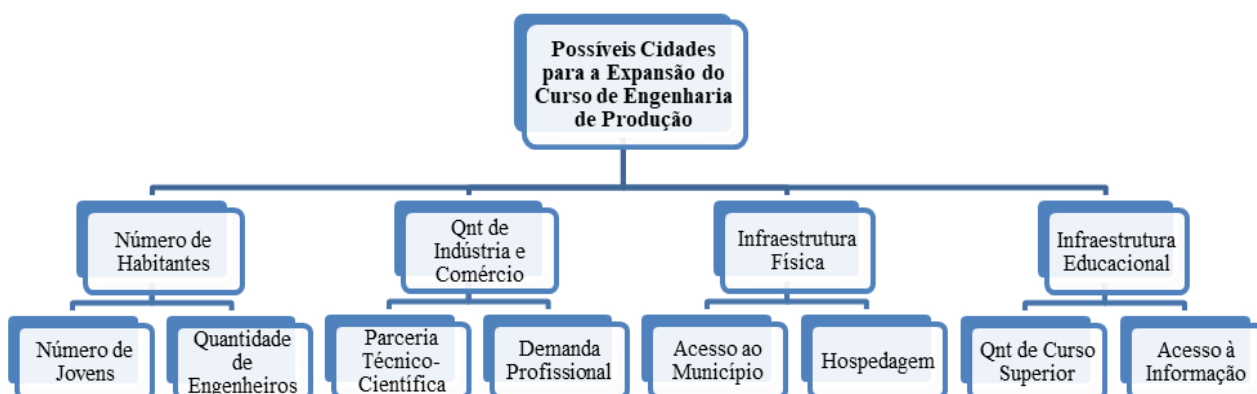 Possíveis Cidades
para a Expansão do
Curso de Engenharia
de Produção
Número de
Habitantes
Qnt de
Indústria e
Comércio
Infraestrutura
Física
Infraestrutura
Educacional
Número de
Jovens
Quantidade
de
Engenheiros
Parceria
Técnico-
Científica
Demanda
Profissional
Acesso ao
Município
Hospedagem
Qnt de Curso
Superior
Acesso à
Informação